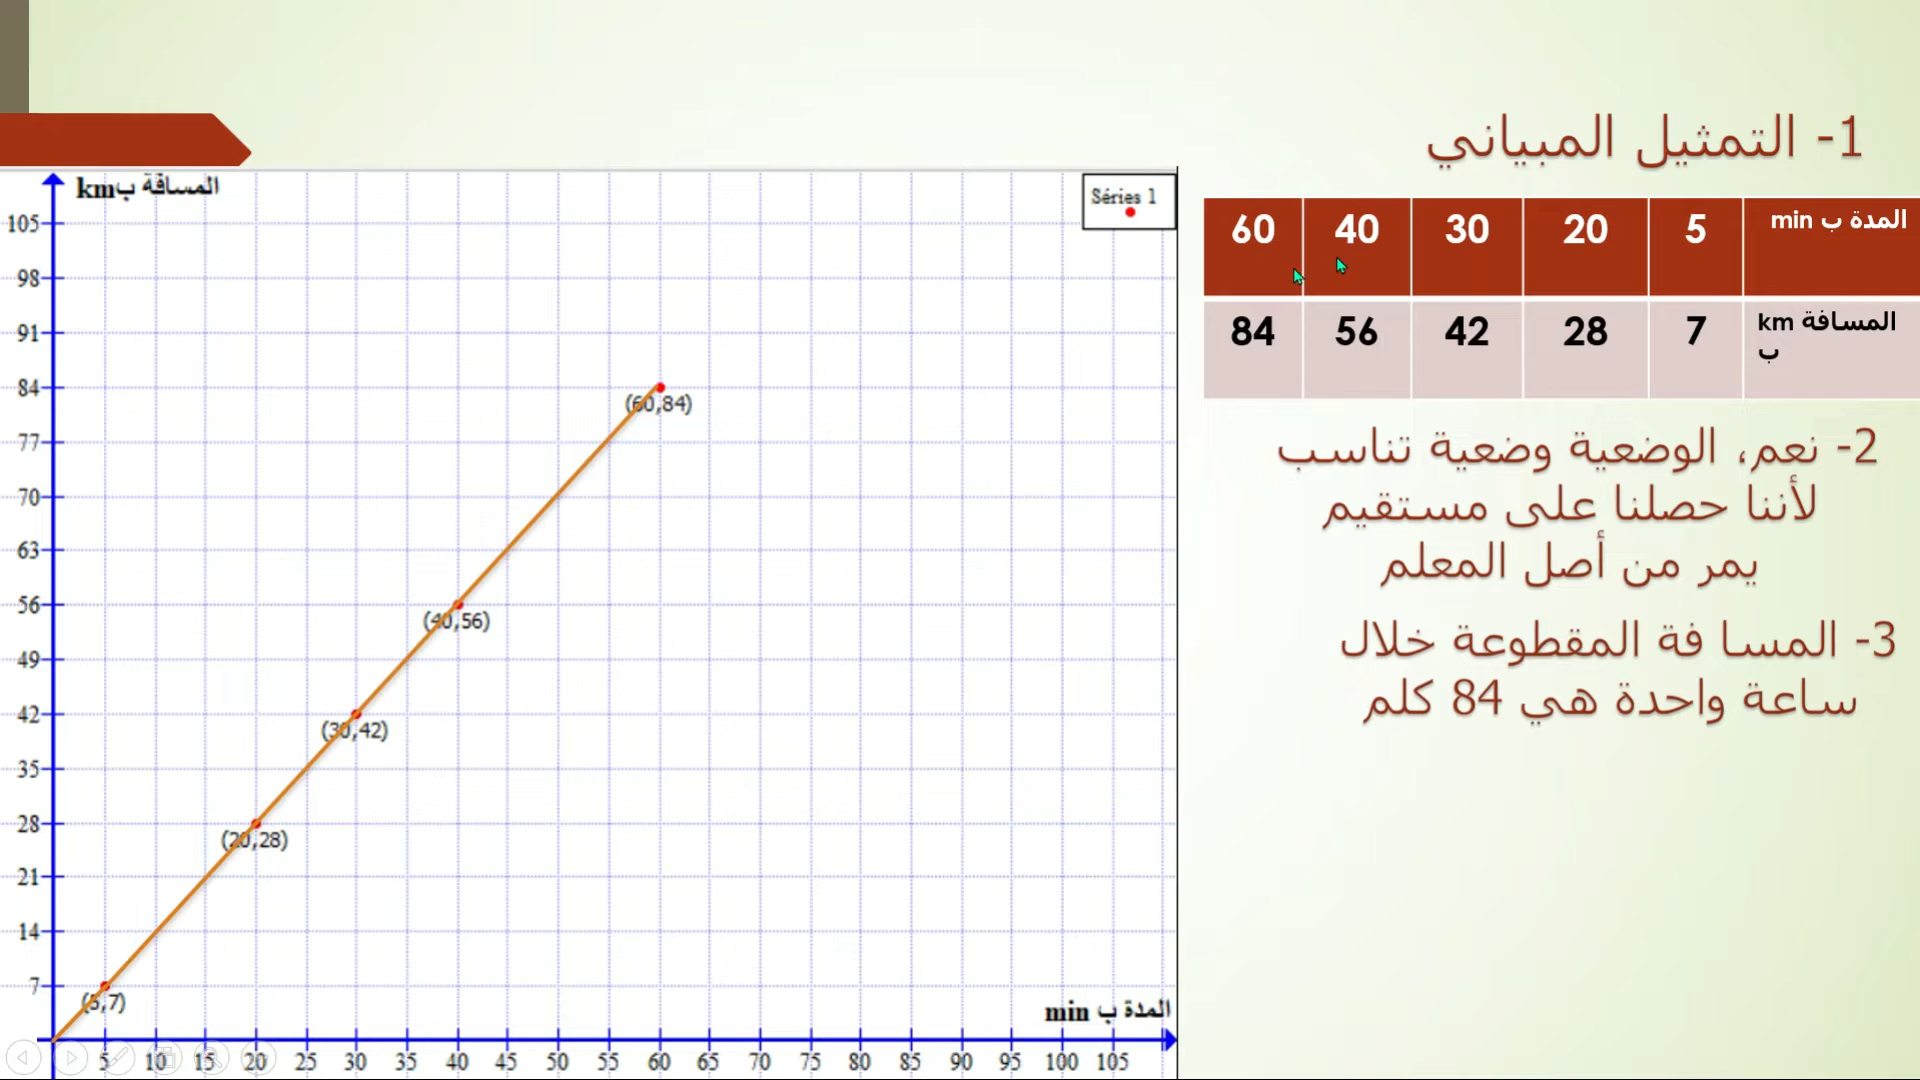 1- التمثيل المبياني
المدة ب min 5 20 30 40 60
المسافة km 7 28 42 56 84
ب
2- نعم، الوضعية وضعية تناسب
لأننا حصلنا على مستقيم
يمر من أصل المعلم
3- المسا فة المقطوعة خلال
ساعة واحدة هي 84 كلم
المسافة بkm
Séries 1
105
98
91
84
(60,84)
77
70
63
56
(40,56)
49
42
(30,42)
35
28
(20,28)
21
14
7
(5,7)
المدة ب min
5 10 15 20 25 30 35 40 45 50 55 60 65 70 75 80 85 90 95 100 105